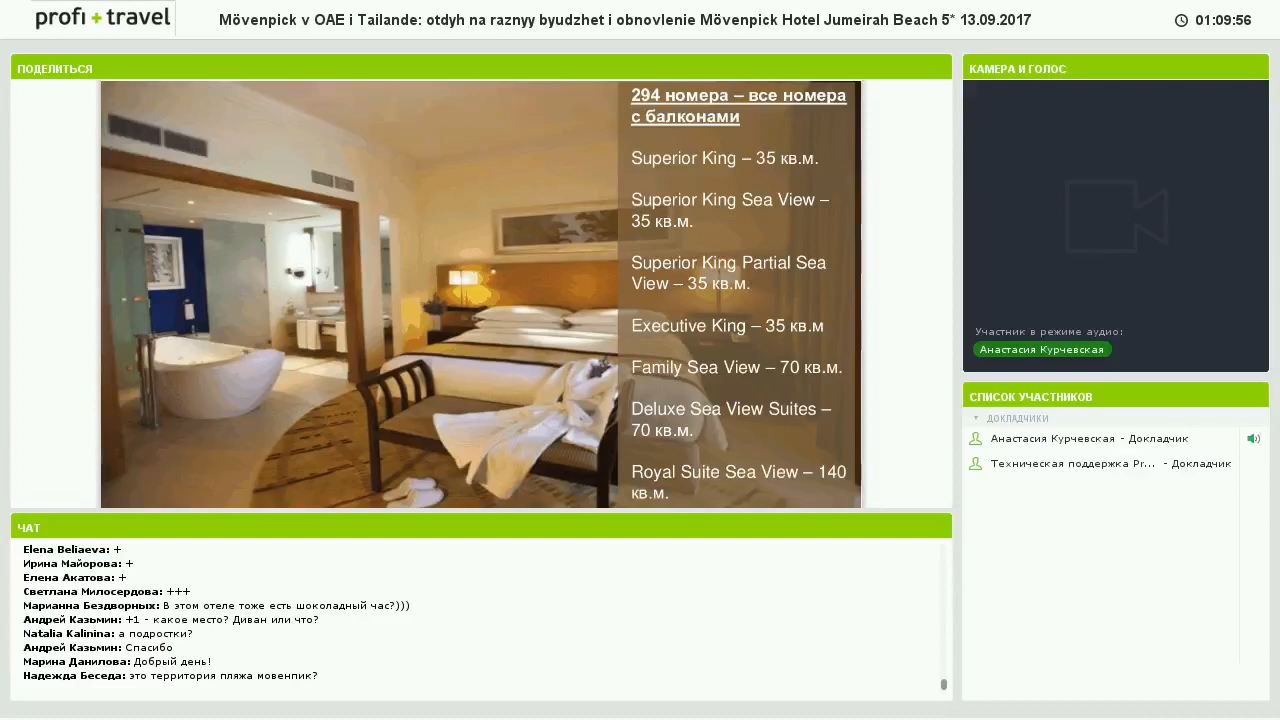 profi + travel
Mövenpick v OAE i Tailande: otdyh na raznyy byudzhet i obnovlenie Mövenpick Hotel Jumeirah Beach 5* 13.09.2017
01:09:56
ПОДЕЛИТЬСЯ
294 номера – все номера
с балконами
Superior King – 35 кв.м.
Superior King Sea View –
35 кв.м.
Superior King Partial Sea
View – 35 кв.м.
Executive King – 35 кв.м
Family Sea View – 70 кв.м.
Deluxe Sea View Suites –
70 кв.м.
Royal Suite Sea View – 140
кв.м.
КАМЕРА И ГОЛОС
Участник в режиме аудио:
Анастасия Курчевская
СПИСОК УЧАСТНИКОВ
ДОКЛАДЧИКИ
Анастасия Курчевская - Докладчик
Техническая поддержка Pr... - Докладчик
ЧАТ
Elena Beliaeva: +
Ирина Майорова: +
Елена Акатова: +
Светлана Милосердова: +++
Марианна Бездворных: В этом отеле тоже есть шоколадный час?)))
Андрей Казьмин: +1 - какое место? Диван или что?
Natalia Kalinina: а подростки?
Андрей Казьмин: Спасибо
Марина Данилова: Добрый день!
Надежда Беседа: это территория пляжа мовенпик?